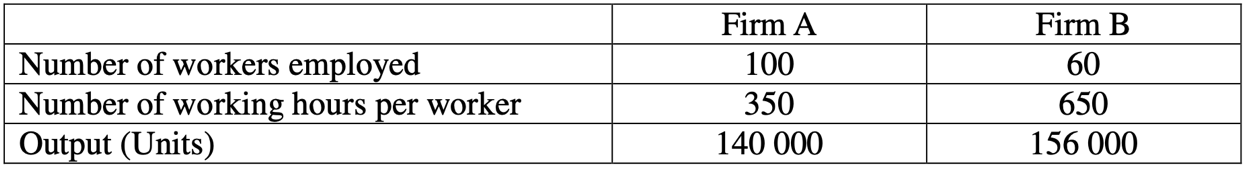 Firm A Firm B
Number of workers employed 100 60
Number of working hours per worker 350 650
Output (Units) 140 000 156 000